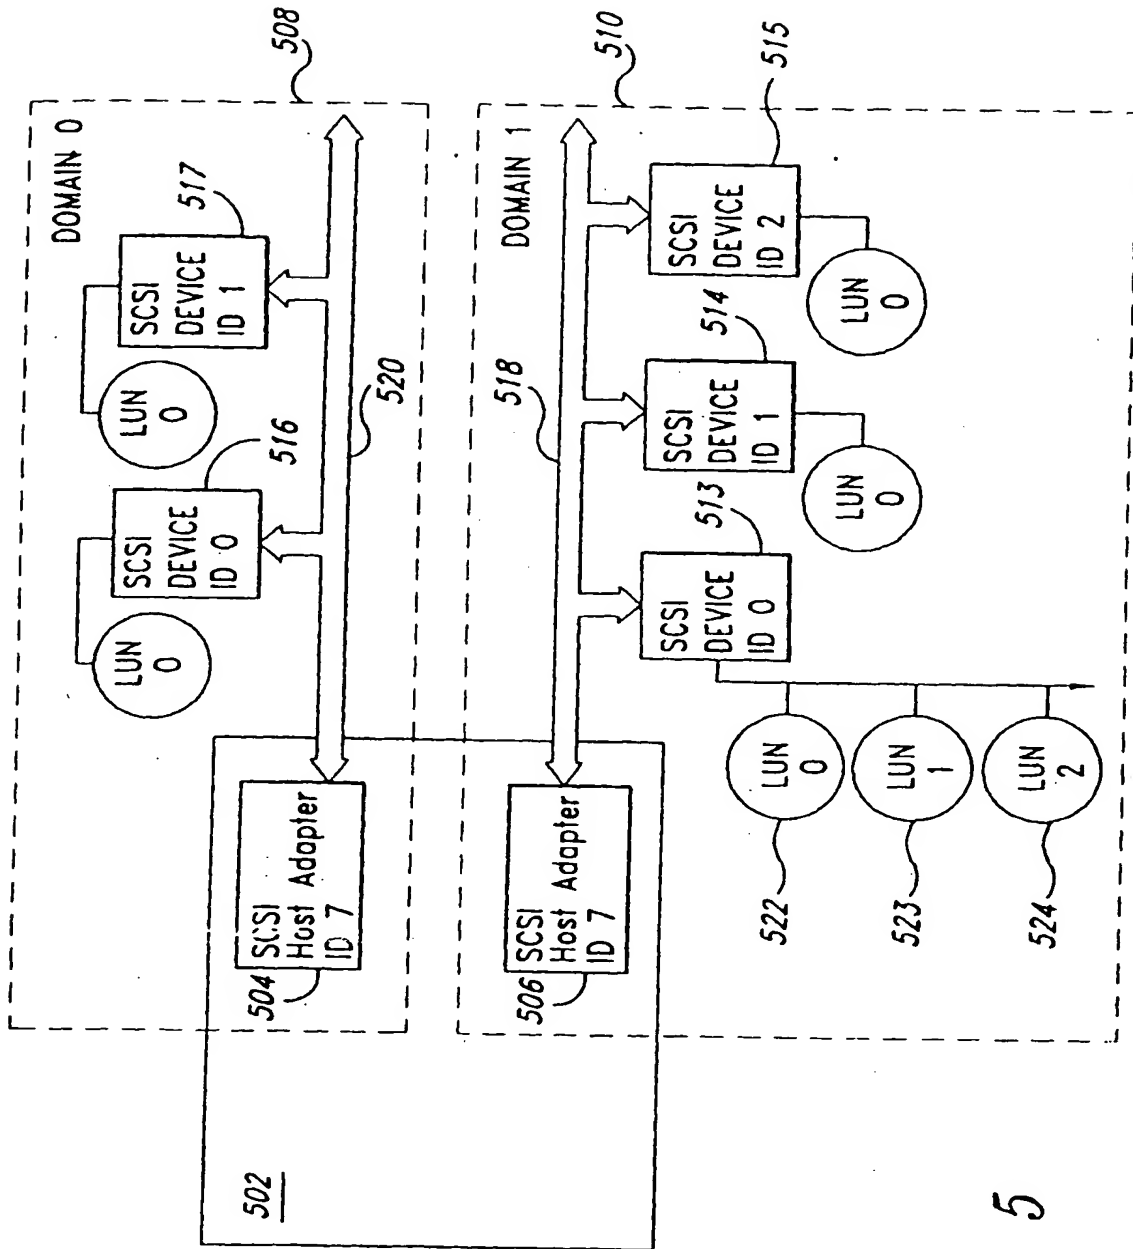 508
DOMAIN 0
517
SCSI
DEVICE
ID 1
LUN
0
516
SCSI
DEVICE
ID 0
LUN
0
520
504
SCSI
Host Adapter
ID 7
510
DOMAIN 1
515
SCSI
DEVICE
ID 2
LUN
0
514
SCSI
DEVICE
ID 1
LUN
0
518
513
SCSI
DEVICE
ID 0
506
SCSI
Host Adapter
ID 7
LUN
0
522
LUN
1
523
LUN
2
524
502
5